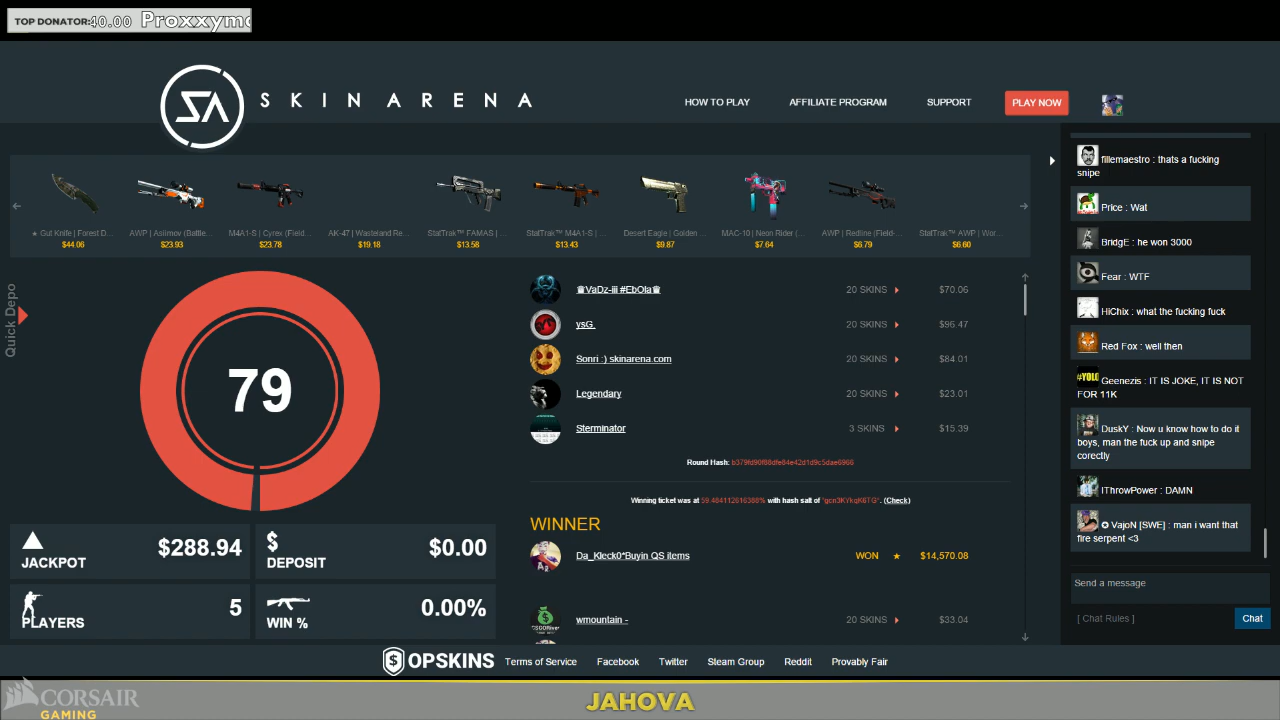 TOP DONATOR:40.00 Proxxymo
SKINARENA
HOW TO PLAY
AFFILIATE PROGRAM
SUPPORT
PLAY NOW
★ Gut Knife | Forest D...
$44.06
AWP | Asiimov (Battle...
$23.93
M4A1-S | Cyrex (Field...
$23.78
AK-47 | Wasteland Re...
$19.18
StatTrak™ FAMAS | ...
$13.58
StatTrak™ M4A1-S | ...
$13.43
Desert Eagle | Golden ...
$9.87
MAC-10 | Neon Rider (...
$7.64
AWP | Redline (Field-...
$6.79
StatTrak™ AWP | Wor...
$6.60
Quick Depo
79
JACKPOT
$288.94
DEPOSIT
$0.00
PLAYERS
5
WIN %
0.00%
♛VaDz-iii #EbOla♛ 20 SKINS $70.06
ysG. 20 SKINS $96.47
Sonri :) skinarena.com 20 SKINS $84.01
Legendary 20 SKINS $23.01
Sterminator 3 SKINS $15.39
Round Hash: b379fd90f88dfe84e42d1d9c5dae6966
Winning ticket was at 59.484112616388% with hash salt of "gcn3KYkqK6TG". (Check)
WINNER
Da_Kleck0*Buyin QS items WON ★ $14,570.08
wmountain - 20 SKINS $33.04
fillemaestro : thats a fucking
snipe
Price : Wat
BridgE : he won 3000
Fear : WTF
HiChix : what the fucking fuck
Red Fox : well then
#YOLO
Geenezis : IT IS JOKE, IT IS NOT
FOR 11K
DuskY : Now u know how to do it
boys, man the fuck up and snipe
corectly
IThrowPower : DAMN
✪ VajoN [SWE] : man i want that
fire serpent <3
Send a message
[ Chat Rules ]
Chat
OPSKINS
Terms of Service
Facebook
Twitter
Steam Group
Reddit
Provably Fair
CORSAIR
GAMING
JAHOVA